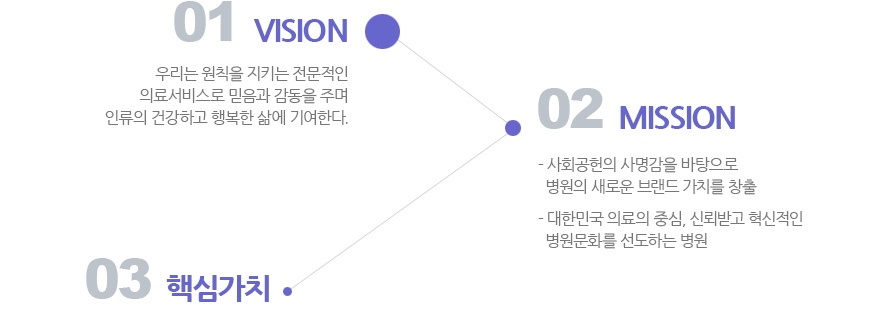 01 VISION
우리는 원칙을 지키는 전문적인
의료서비스로 믿음과 감동을 주며
인류의 건강하고 행복한 삶에 기여한다.
02 MISSION
- 사회공헌의 사명감을 바탕으로
병원의 새로운 브랜드 가치를 창출
- 대한민국 의료의 중심, 신뢰받고 혁신적인
병원문화를 선도하는 병원
03 핵심가치